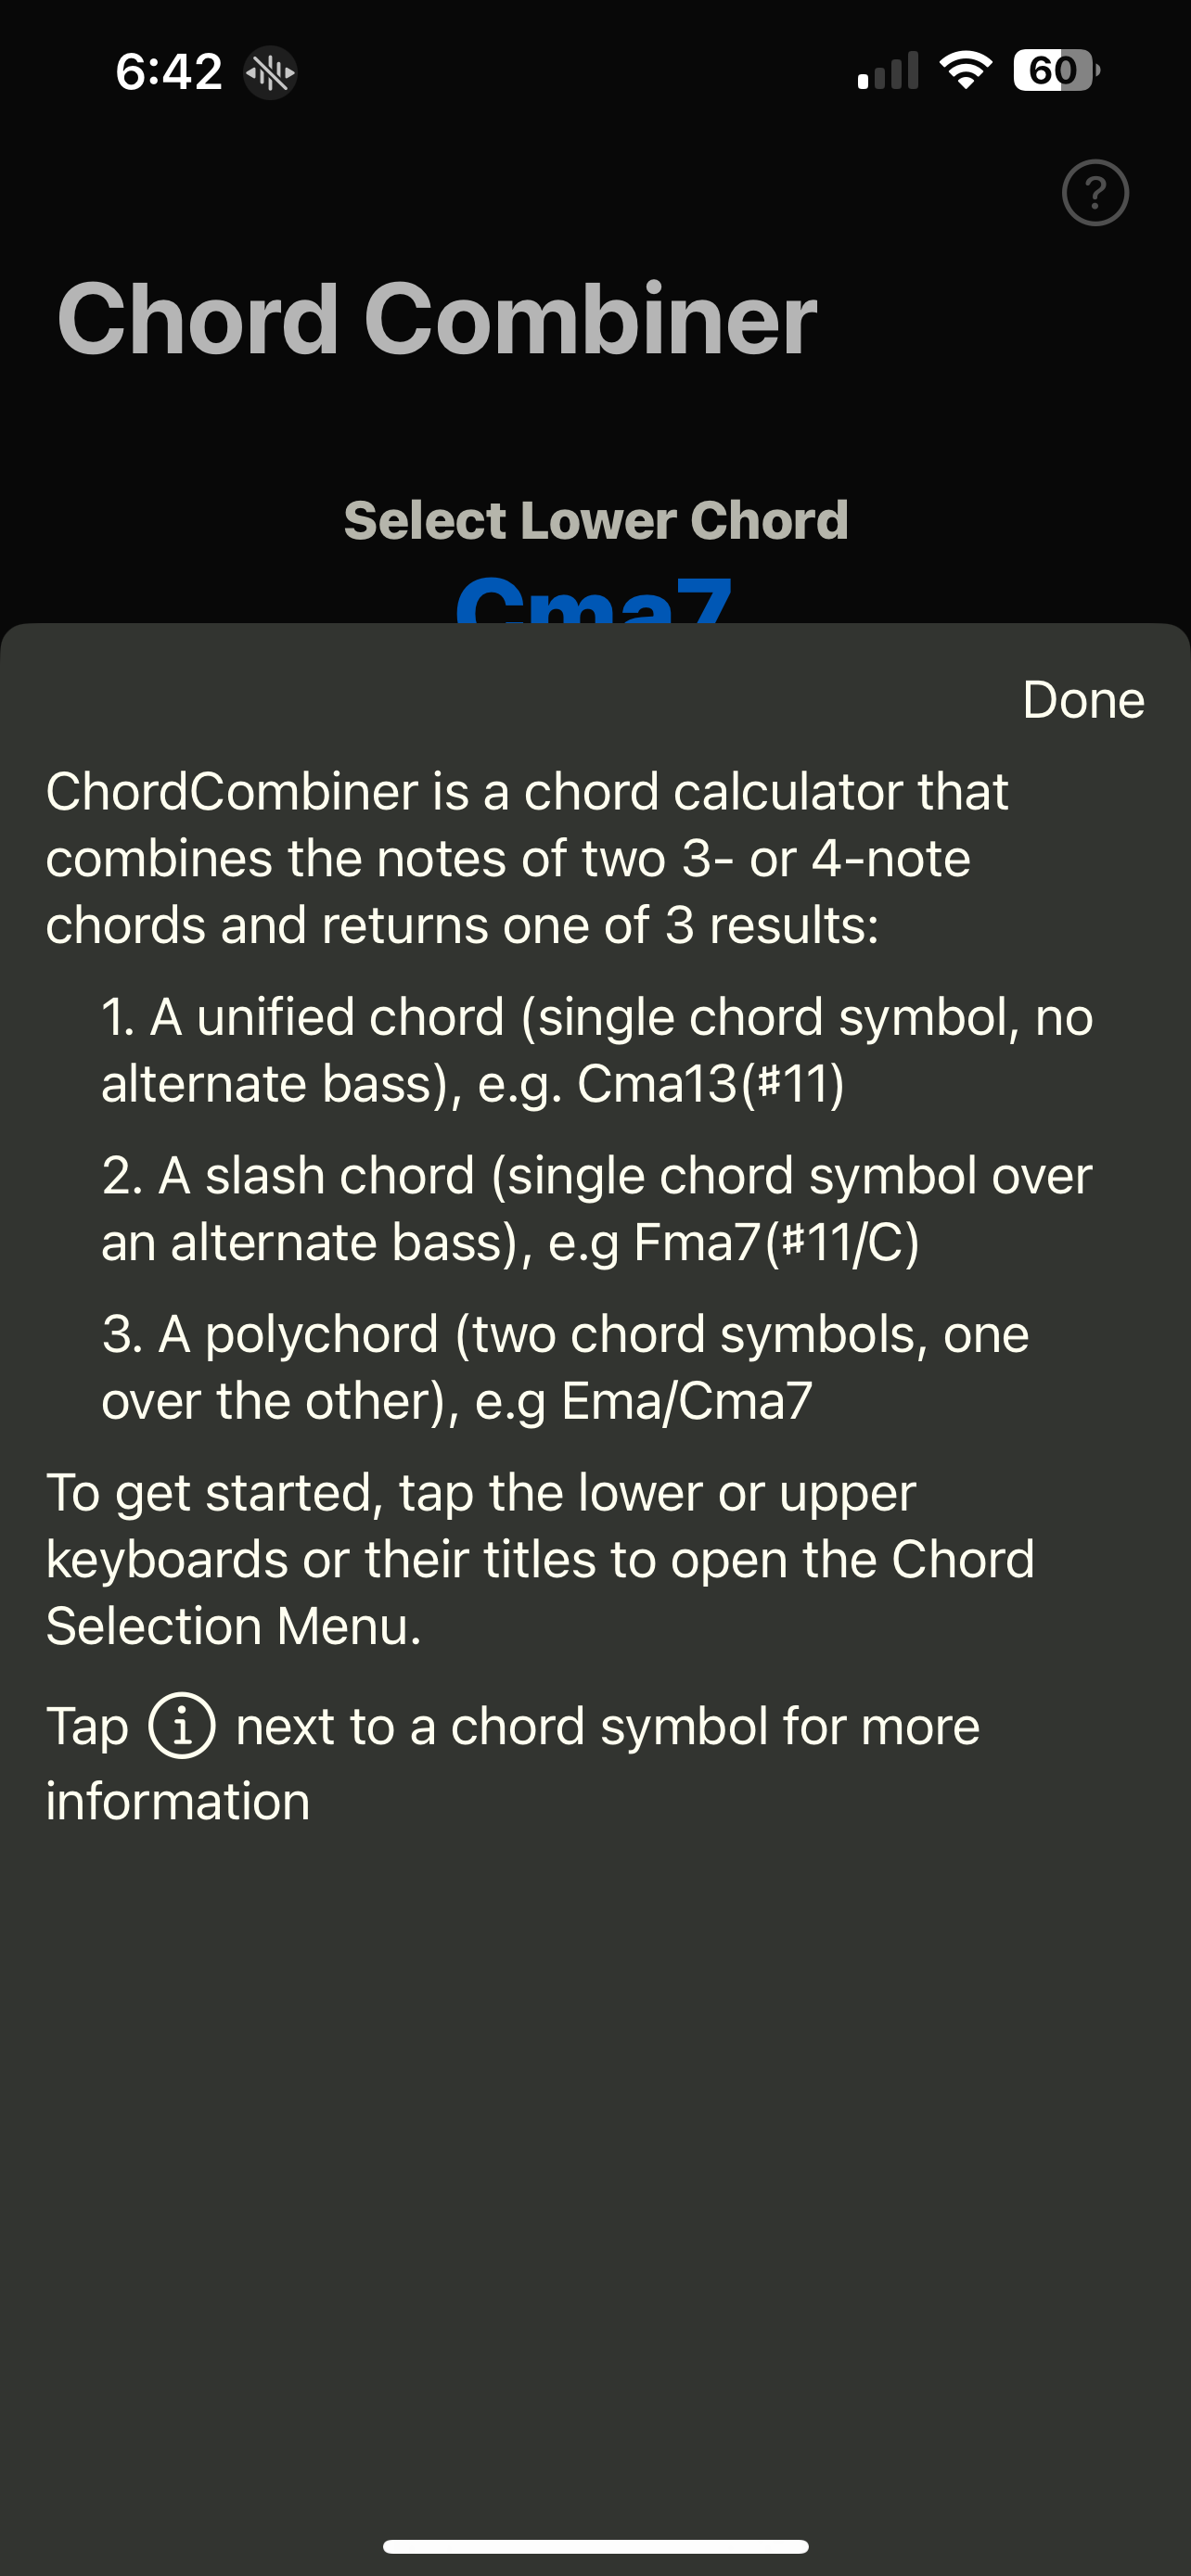 6:42
60
?
Chord Combiner
Select Lower Chord
Cma7
Done
ChordCombiner is a chord calculator that
combines the notes of two 3- or 4-note
chords and returns one of 3 results:
1. A unified chord (single chord symbol, no
alternate bass), e.g. Cma13(♯11)
2. A slash chord (single chord symbol over
an alternate bass), e.g Fma7(♯11/C)
3. A polychord (two chord symbols, one
over the other), e.g Ema/Cma7
To get started, tap the lower or upper
keyboards or their titles to open the Chord
Selection Menu.
Tap i next to a chord symbol for more
information